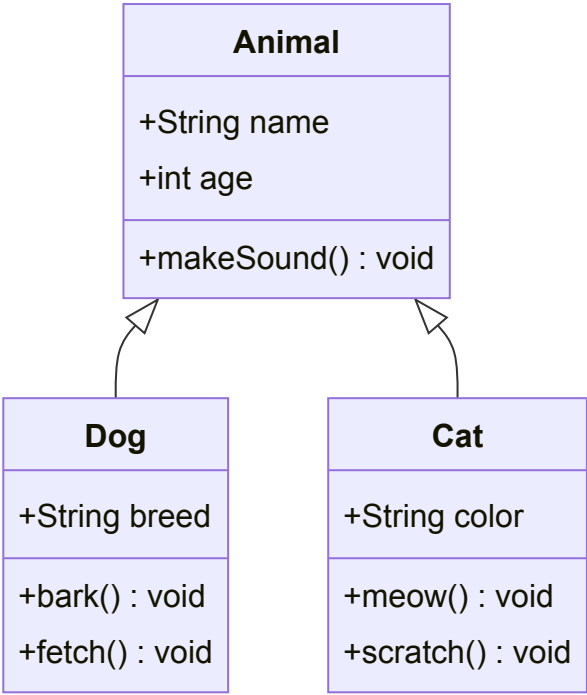 Animal
+String name
+int age
+makeSound() : void
Dog
+String breed
+bark() : void
+fetch() : void
Cat
+String color
+meow() : void
+scratch() : void